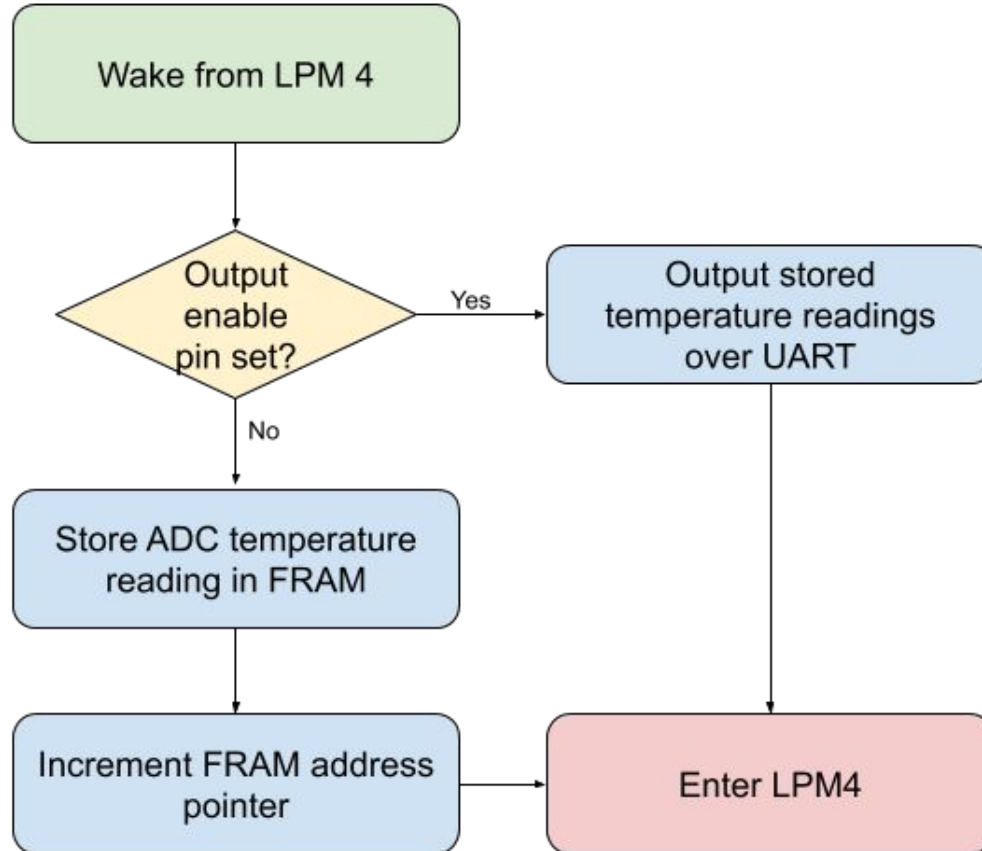 Wake from LPM 4
Output
enable
pin set?
Yes
Output stored
temperature readings
over UART
No
Store ADC temperature
reading in FRAM
Increment FRAM address
pointer
Enter LPM4